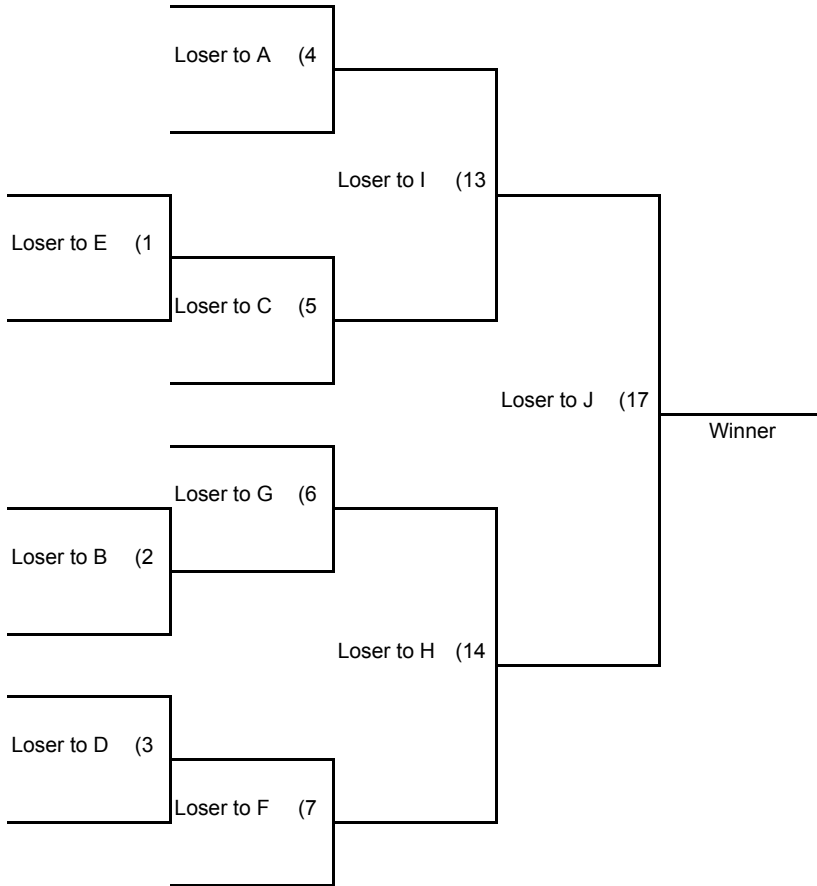 Loser to A (4
Loser to I (13
Loser to E (1
Loser to C (5
Loser to J (17
Winner
Loser to G (6
Loser to B (2
Loser to H (14
Loser to D (3
Loser to F (7